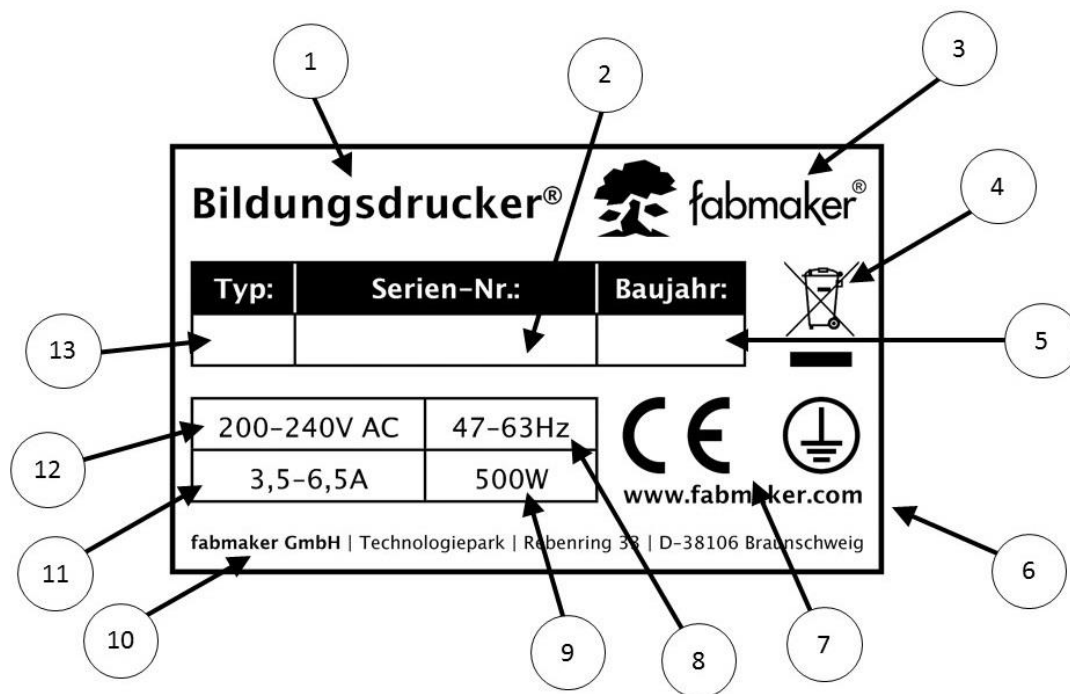 1
2
3
Bildungsdrucker® fabmaker®
4
Typ: Serien-Nr.: Baujahr:
13
5
200-240V AC 47-63Hz
CE
12
3,5-6,5A 500W
www.fabmaker.com
fabmaker GmbH | Technologiepark | Rebenring 33 | D-38106 Braunschweig
11
6
10
9
8
7